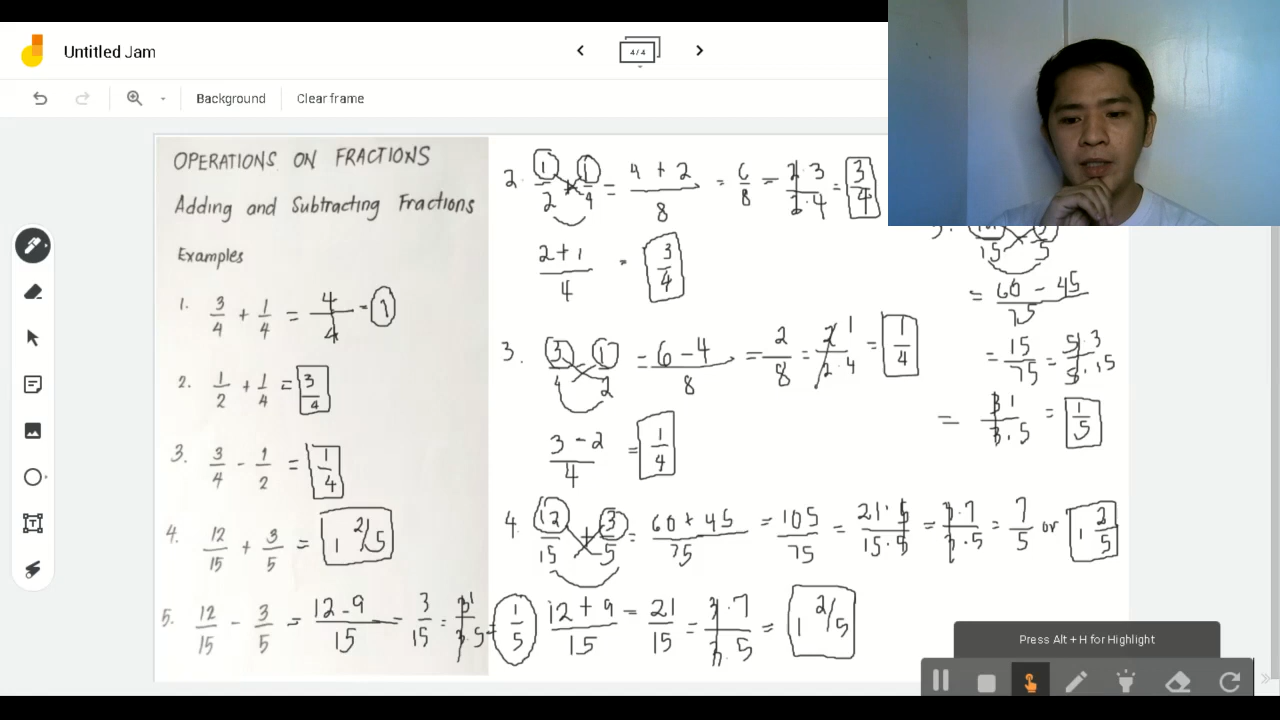 Untitled Jam
4/4
Background
Clear frame
OPERATIONS ON FRACTIONS
Adding and Subtracting Fractions
Examples
1. 3/4 + 1/4 = 4/4 = 1
2. 1/2 + 1/4 = 3/4
3. 3/4 - 1/2 = 1/4
4. 12/15 + 3/5 = 1 2/5
5. 12/15 - 3/5 = 12-9/15 = 3/15 = 3 1/3·5 = 1/5
2. 1/2 + 1/4 = 4+2/8 = 6/8 = 2·3/2·4 = 3/4
2+1/4 = 3/4
3. 3/4 - 1/2 = 6-4/8 = 2/8 = 2 1/2·4 = 1/4
3-2/4 = 1/4
4. 12/15 + 3/5 = 60+45/75 = 105/75 = 21·5/15·5 = 3·7/3·5 = 7/5 or 1 2/5
12+9/15 = 21/15 = 3·7/3·5 = 1 2/5
15 5
= 60-45/75
= 15/75 = 5·3/5·15
= 3 1/3·5 = 1/5
Press Alt + H for Highlight